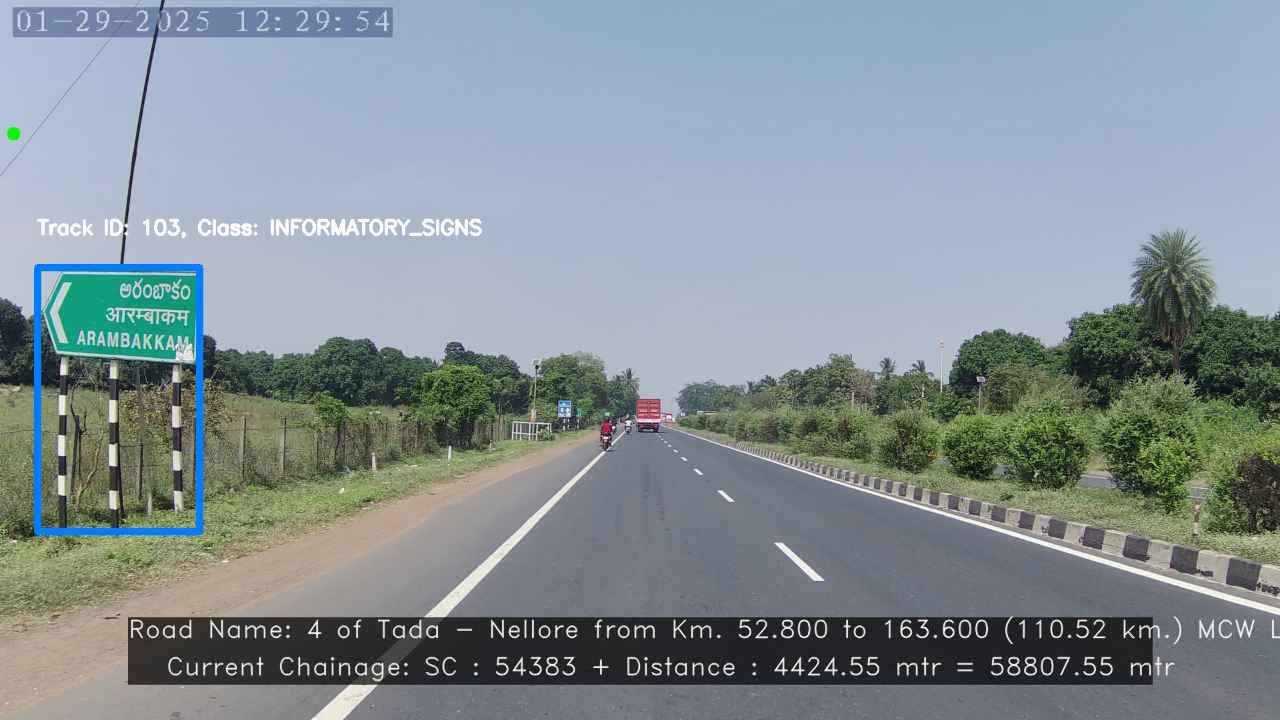 01-29-2025 12:29:54
Track ID: 103, Class: INFORMATORY_SIGNS
అరంబాకం
आरम्बाकम
ARAMBAKKAM
Road Name: 4 of Tada - Nellore from Km. 52.800 to 163.600 (110.52 km.) MCW L
Current Chainage: SC : 54383 + Distance : 4424.55 mtr = 58807.55 mtr